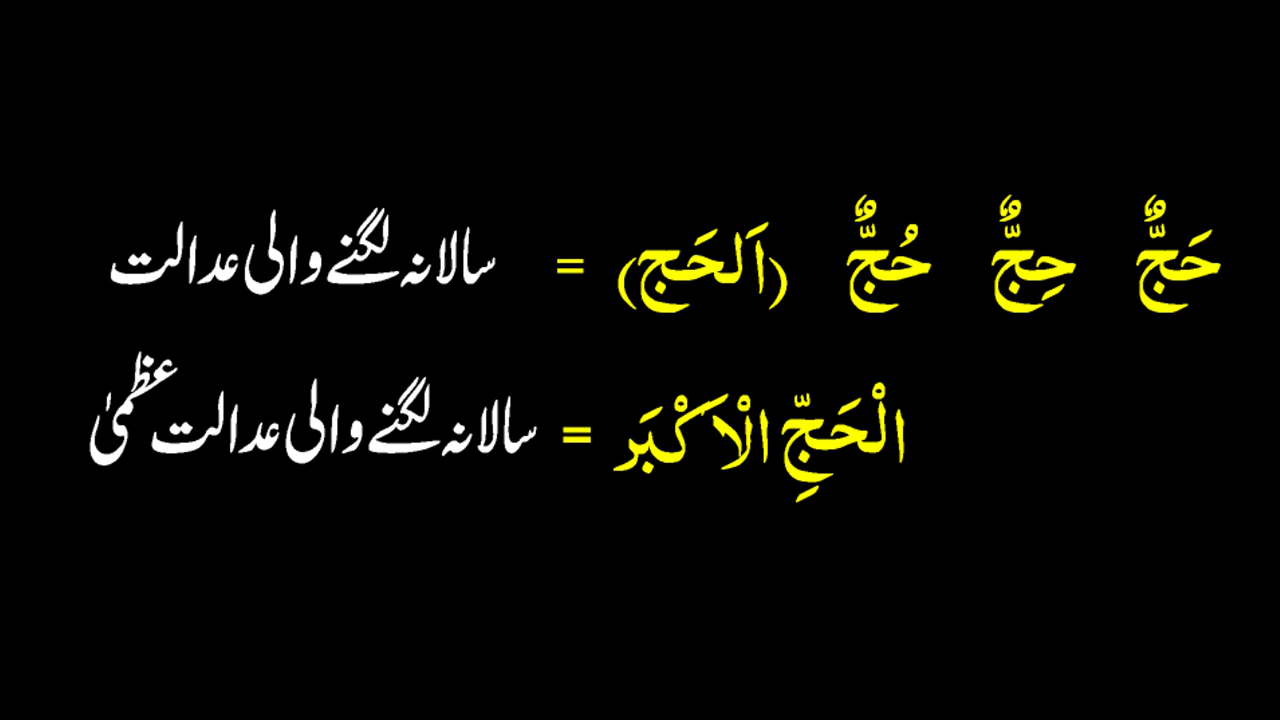 حَجٌّ حِجٌّ حُجٌّ (اَلحَج) = سالانہ لگنے والی عدالت
الْحَجِّ الْاَكْبَر = سالانہ لگنے والی عدالت عظمیٰ